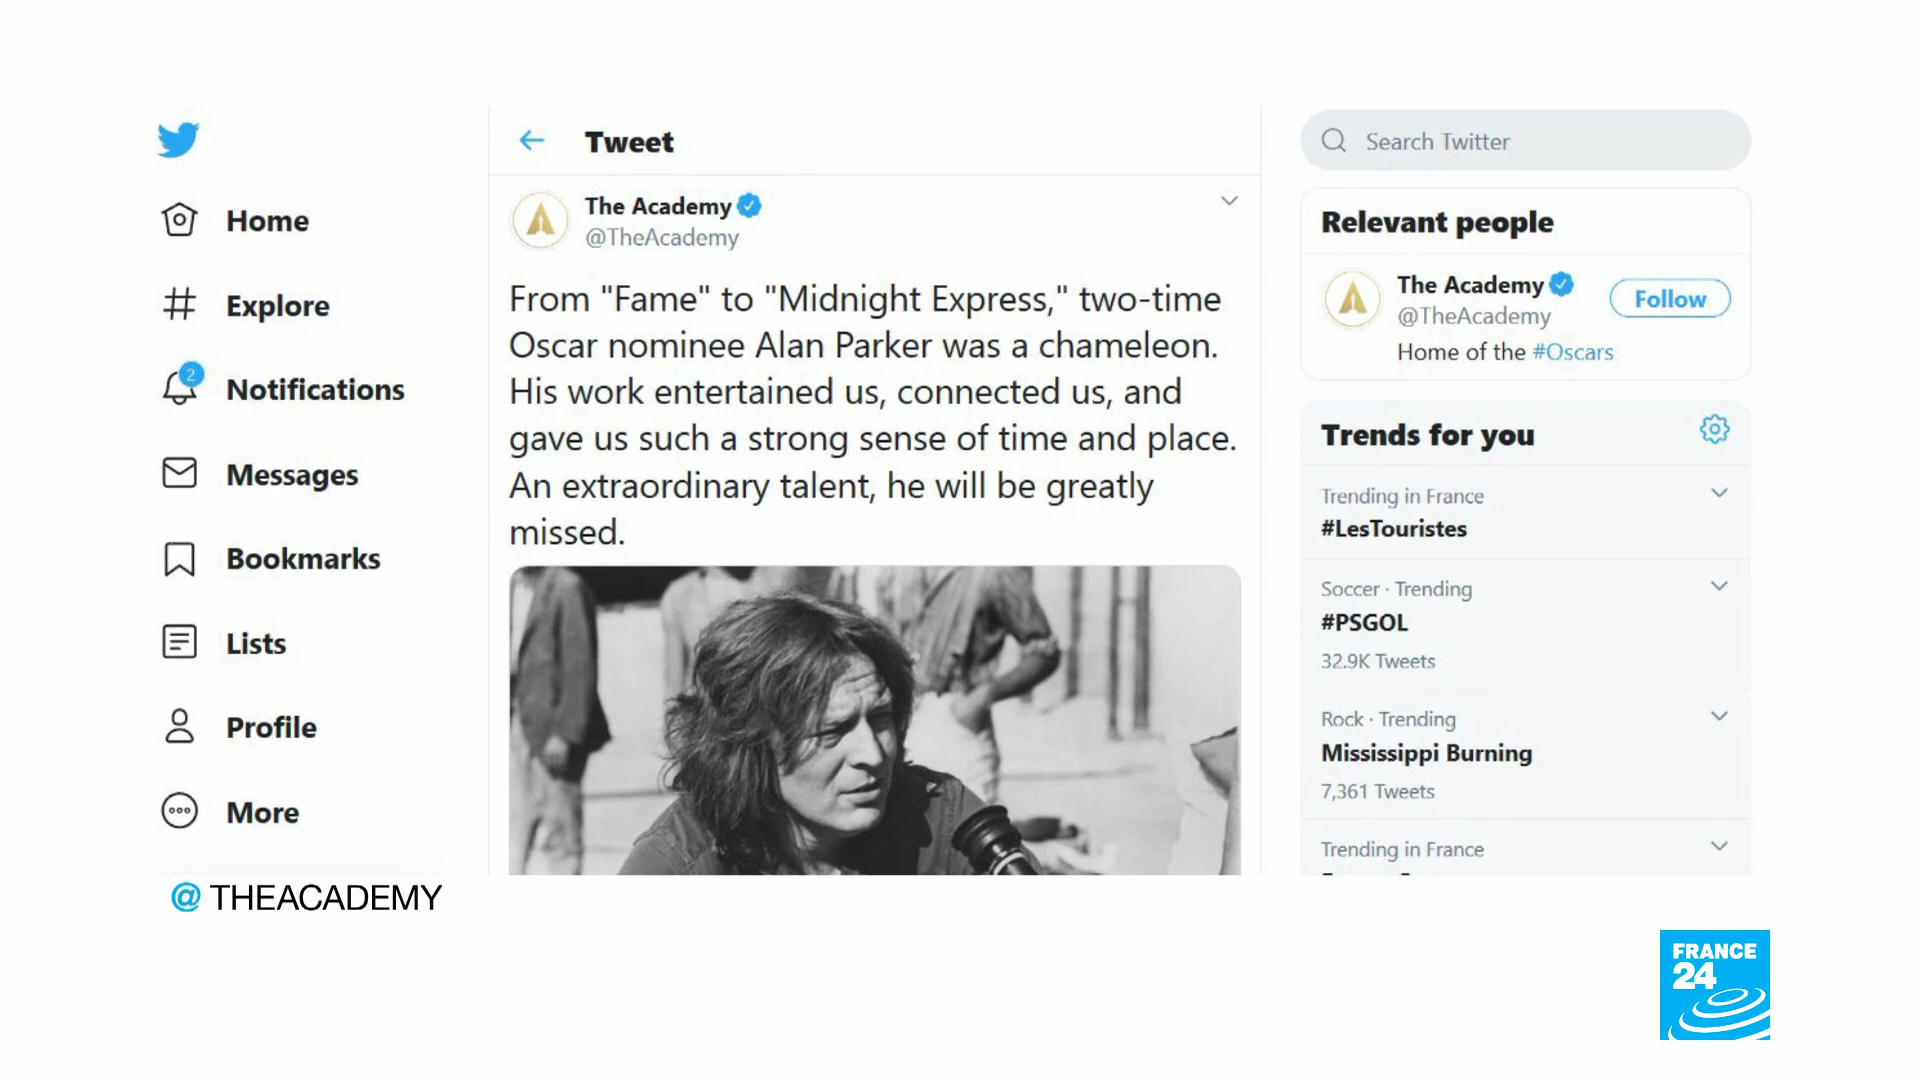 Home
Explore
2
Notifications
Messages
Bookmarks
Lists
Profile
More
@ THEACADEMY
Tweet
The Academy
@TheAcademy
From "Fame" to "Midnight Express," two-time
Oscar nominee Alan Parker was a chameleon.
His work entertained us, connected us, and
gave us such a strong sense of time and place.
An extraordinary talent, he will be greatly
missed.
Search Twitter
Relevant people
The Academy
@TheAcademy
Follow
Home of the #Oscars
Trends for you
Trending in France
#LesTouristes
Soccer · Trending
#PSGOL
32.9K Tweets
Rock · Trending
Mississippi Burning
7,361 Tweets
Trending in France
FRANCE
24